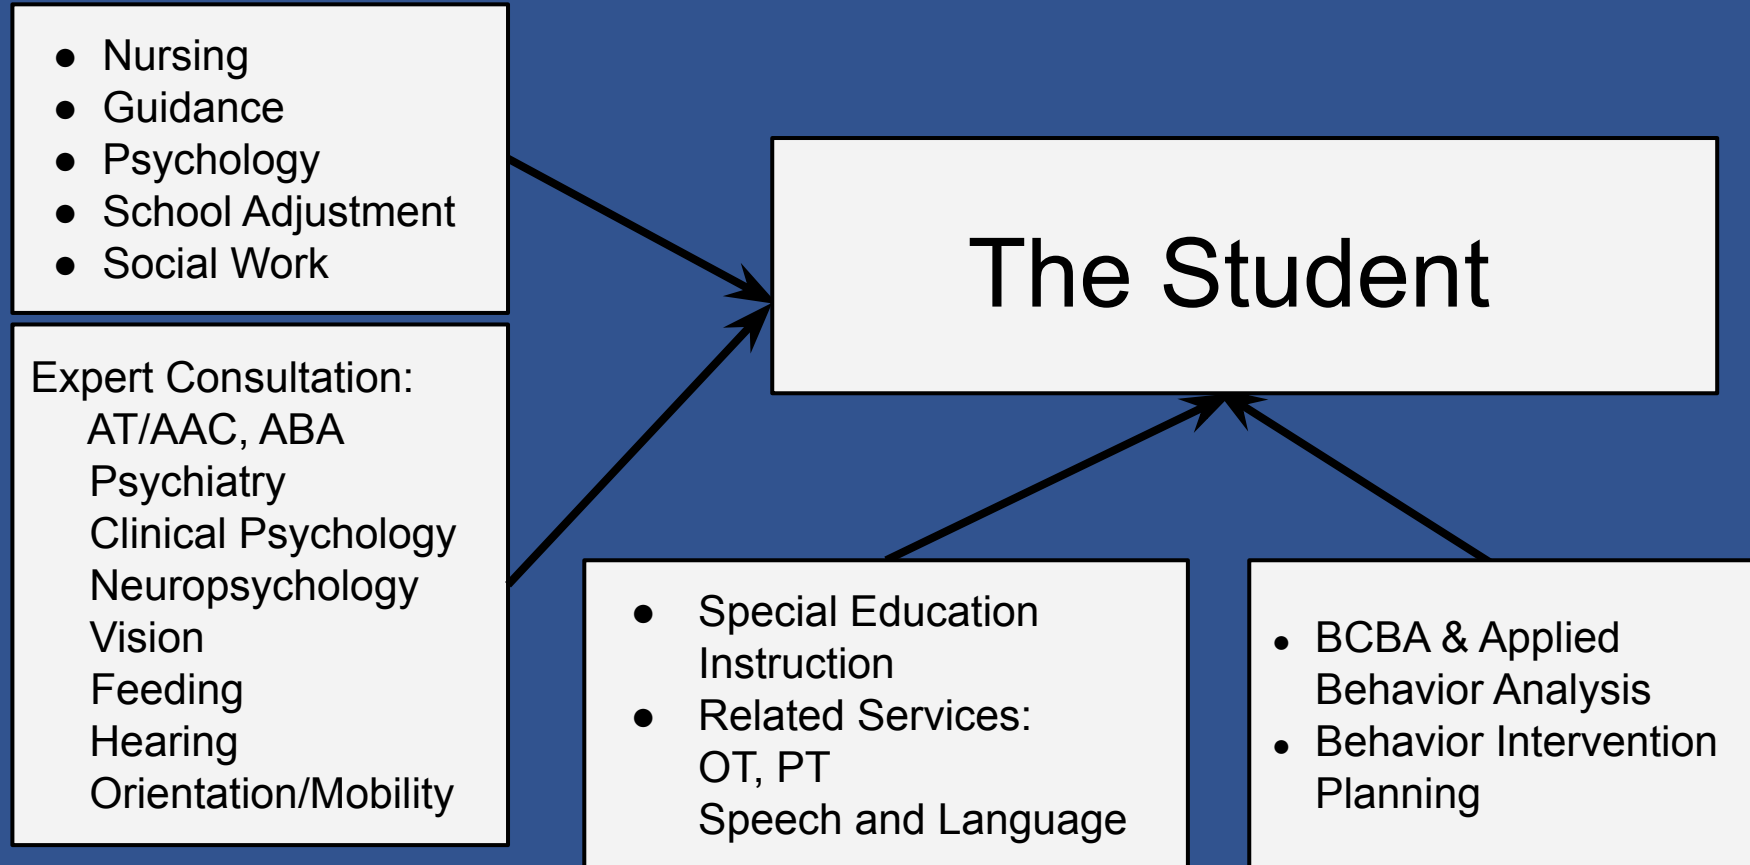 ● Nursing
● Guidance
● Psychology
● School Adjustment
● Social Work
The Student
Expert Consultation:
AT/AAC, ABA
Psychiatry
Clinical Psychology
Neuropsychology
Vision
Feeding
Hearing
Orientation/Mobility
● Special Education
Instruction
● Related Services:
OT, PT
Speech and Language
● BCBA & Applied
Behavior Analysis
● Behavior Intervention
Planning